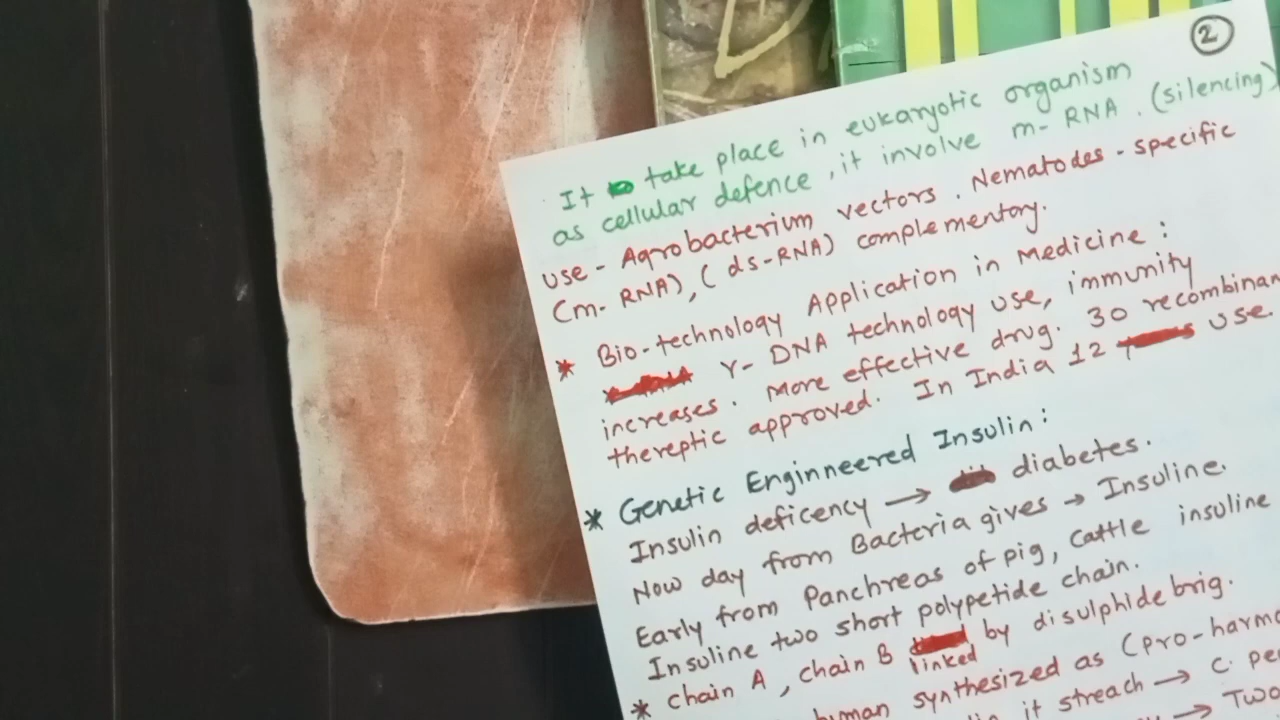 2
It take place in eukaryotic organism
as cellular defence, it involve m-RNA. (silencing)
use - Agrobacterium vectors. Nematodes - specific
(m-RNA), (ds-RNA) complementary.
* Bio-technology Application in Medicine:
r-DNA technology use, immunity
increases. More effective drug. 30 recombinan
thereptic approved. In India 12 use.
* Genetic Enginneered Insulin:
Insulin deficency → diabetes.
Now day from Bacteria gives → Insuline.
Early from Panchreas of pig, cattle insuline
Insuline two short polypetide chain.
* chain A, chain B linked by disulphide brig.
human synthesized as (pro-harmo
it streach → C. pe
→ Two